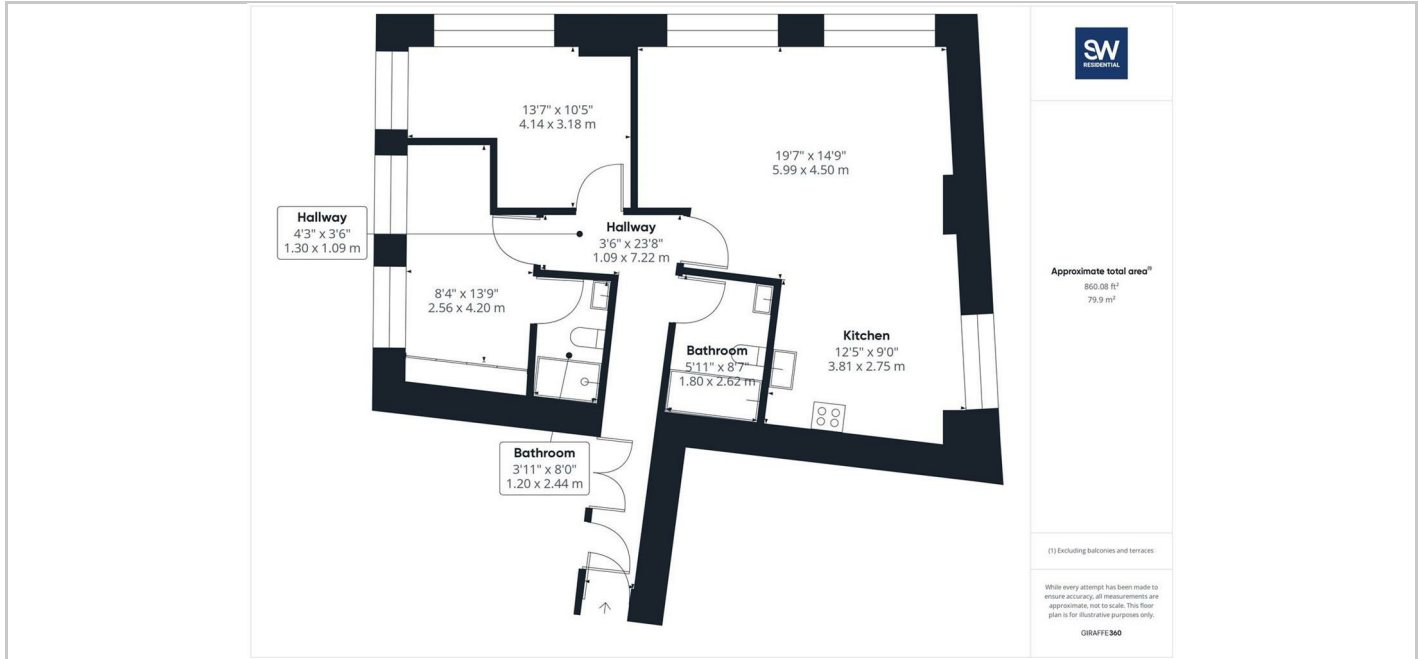 13'7" x 10'5"
4.14 x 3.18 m
19'7" x 14'9"
5.99 x 4.50 m
Hallway
4'3" x 3'6"
1.30 x 1.09 m
Hallway
3'6" x 23'8"
1.09 x 7.22 m
8'4" x 13'9"
2.56 x 4.20 m
Bathroom
5'11" x 8'7"
1.80 x 2.62 m
Kitchen
12'5" x 9'0"
3.81 x 2.75 m
Bathroom
3'11" x 8'0"
1.20 x 2.44 m
SW
RESIDENTIAL
Approximate total area⁽¹⁾
860.08 ft²
79.9 m²
(1) Excluding balconies and terraces
While every attempt has been made to
ensure accuracy, all measurements are
approximate, not to scale. This floor
plan is for illustrative purposes only.
GIRAFFE360